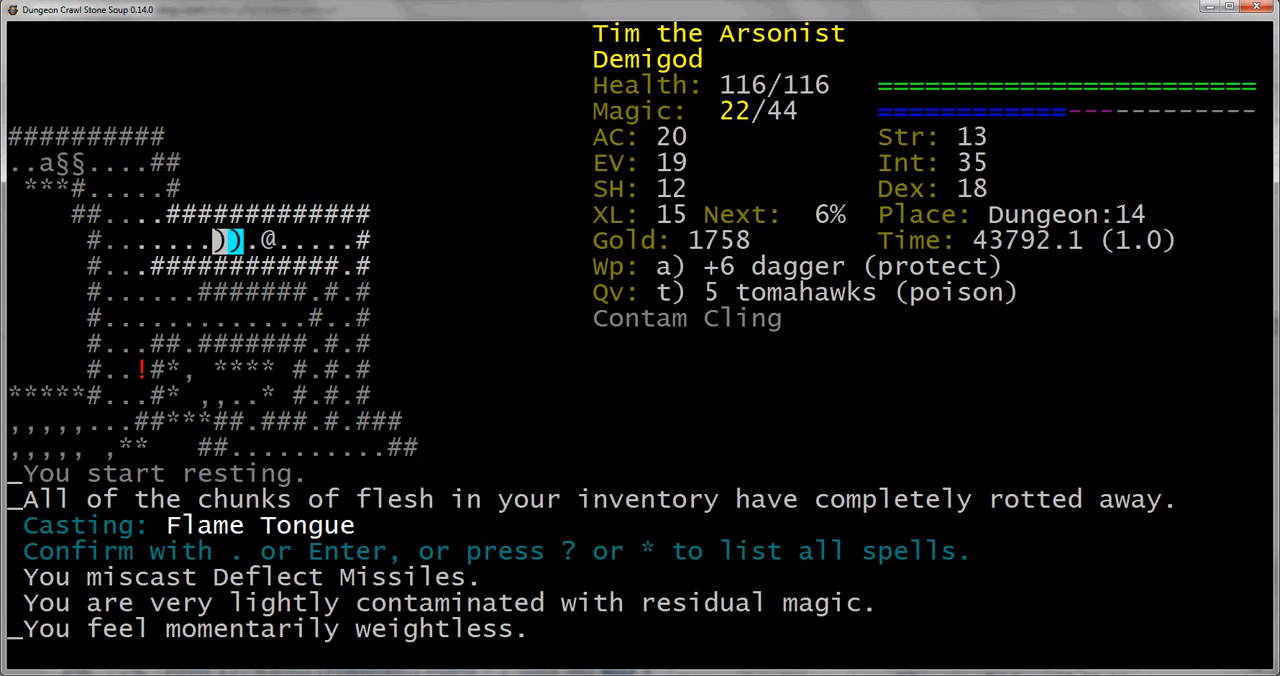 Dungeon Crawl Stone Soup 0.14.0
Tim the Arsonist
Demigod
Health: 116/116 ========================
Magic: 22/44 ========================
AC: 20 Str: 13
EV: 19 Int: 35
SH: 12 Dex: 18
XL: 15 Next: 6% Place: Dungeon:14
Gold: 1758 Time: 43792.1 (1.0)
Wp: a) +6 dagger (protect)
Qv: t) 5 tomahawks (poison)
Contam Cling
##########
..a§§....##
***#.....#
##....#############
#.......)).@.....#
#...############.#
#......#######.#.#
#.............#..#
#...##.#######.#.#
#..!#*, **** #.#.#
*****#...#* ,,..* #.#.#
,,,,,...##***##.###.#.###
,,,,, ,** ##..........##
_You start resting.
_All of the chunks of flesh in your inventory have completely rotted away.
Casting: Flame Tongue
Confirm with . or Enter, or press ? or * to list all spells.
You miscast Deflect Missiles.
You are very lightly contaminated with residual magic.
_You feel momentarily weightless.